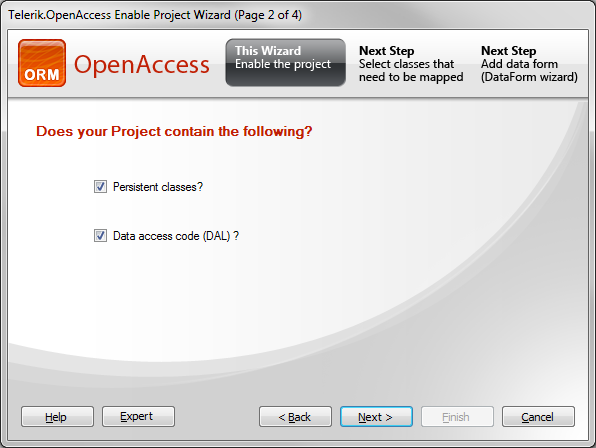 Telerik.OpenAccess Enable Project Wizard (Page 2 of 4)
ORM
OpenAccess
This Wizard
Enable the project
Next Step
Select classes that
need to be mapped
Next Step
Add data form
(DataForm wizard)
Does your Project contain the following?
Persistent classes?
Data access code (DAL) ?
Help
Expert
< Back
Next >
Finish
Cancel